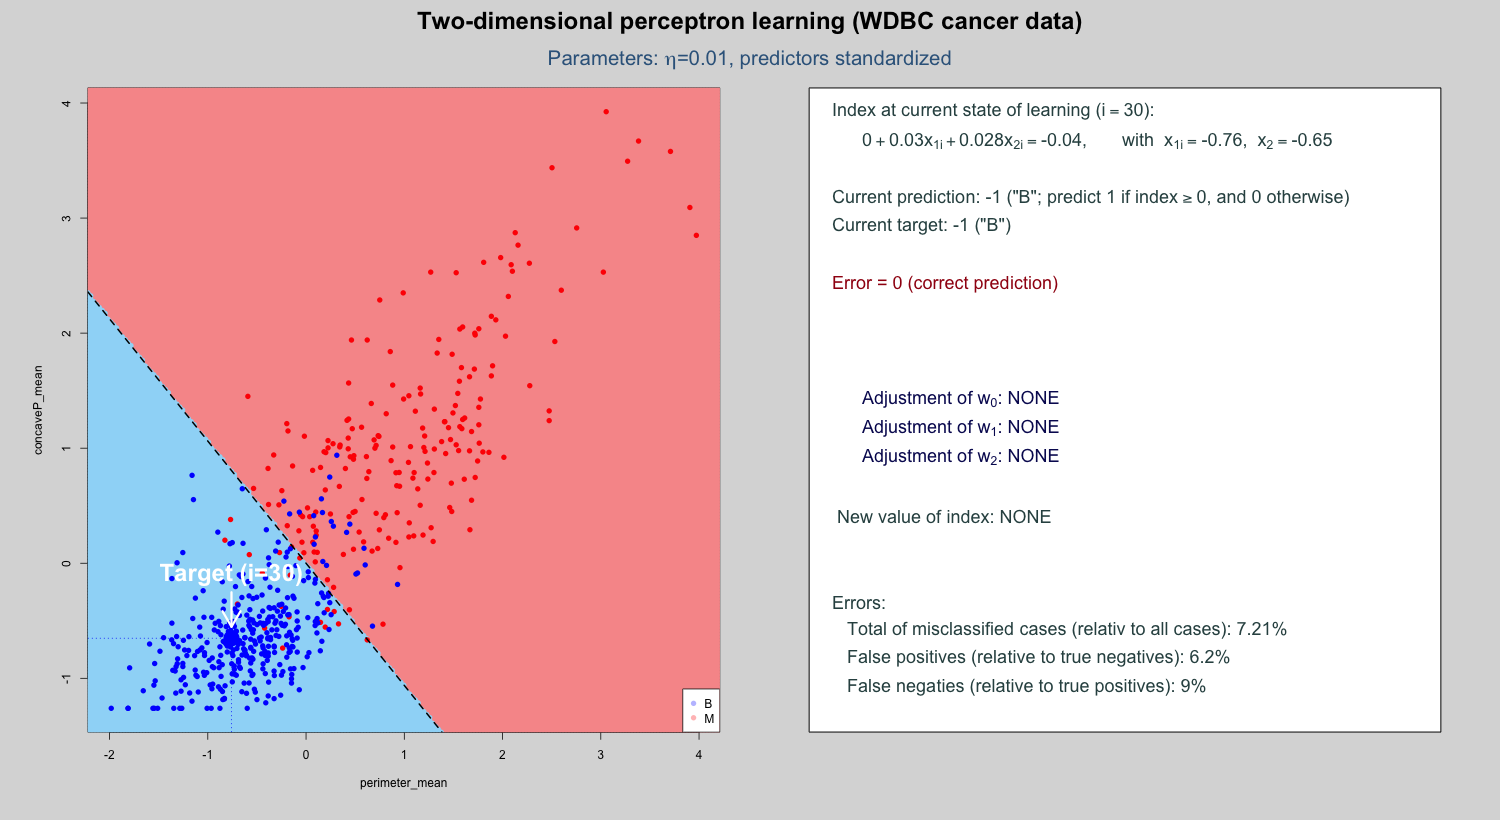 Two-dimensional perceptron learning (WDBC cancer data)
Parameters: η=0.01, predictors standardized
4
3
2
1
0
-1
concaveP_mean
Target (i=30)
B
M
-2 -1 0 1 2 3 4
perimeter_mean
Index at current state of learning (i = 30):
0 + 0.03x1i + 0.028x2i = -0.04, with x1i = -0.76, x2 = -0.65
Current prediction: -1 ("B"; predict 1 if index ≥ 0, and 0 otherwise)
Current target: -1 ("B")
Error = 0 (correct prediction)
Adjustment of w0: NONE
Adjustment of w1: NONE
Adjustment of w2: NONE
New value of index: NONE
Errors:
Total of misclassified cases (relativ to all cases): 7.21%
False positives (relative to true negatives): 6.2%
False negaties (relative to true positives): 9%